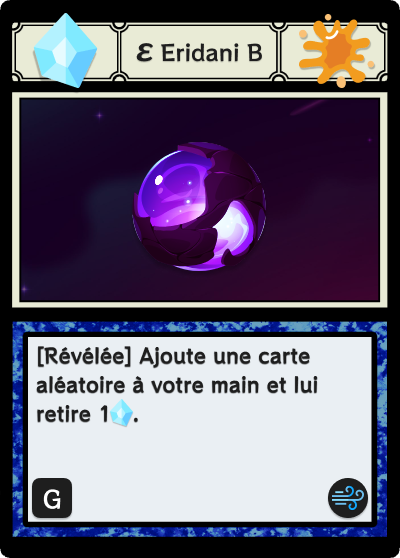 ε Eridani B
[Révélée] Ajoute une carte
aléatoire à votre main et lui
retire 1.
G